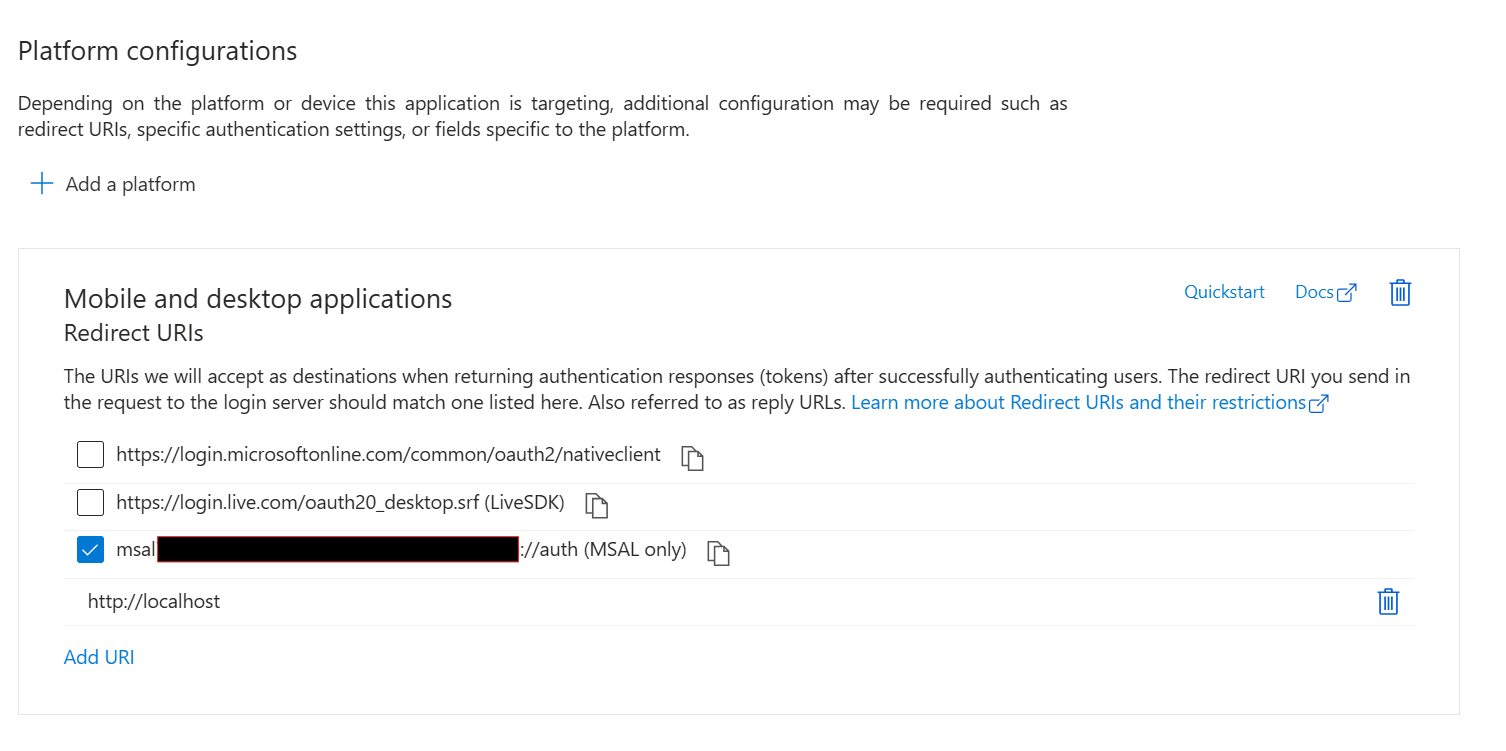 Platform configurations
Depending on the platform or device this application is targeting, additional configuration may be required such as
redirect URIs, specific authentication settings, or fields specific to the platform.
Add a platform
Mobile and desktop applications
Quickstart
Docs
Redirect URIs
The URIs we will accept as destinations when returning authentication responses (tokens) after successfully authenticating users. The redirect URI you send in
the request to the login server should match one listed here. Also referred to as reply URLs. Learn more about Redirect URIs and their restrictions
https://login.microsoftonline.com/common/oauth2/nativeclient
https://login.live.com/oauth20_desktop.srf (LiveSDK)
msal ://auth (MSAL only)
http://localhost
Add URI